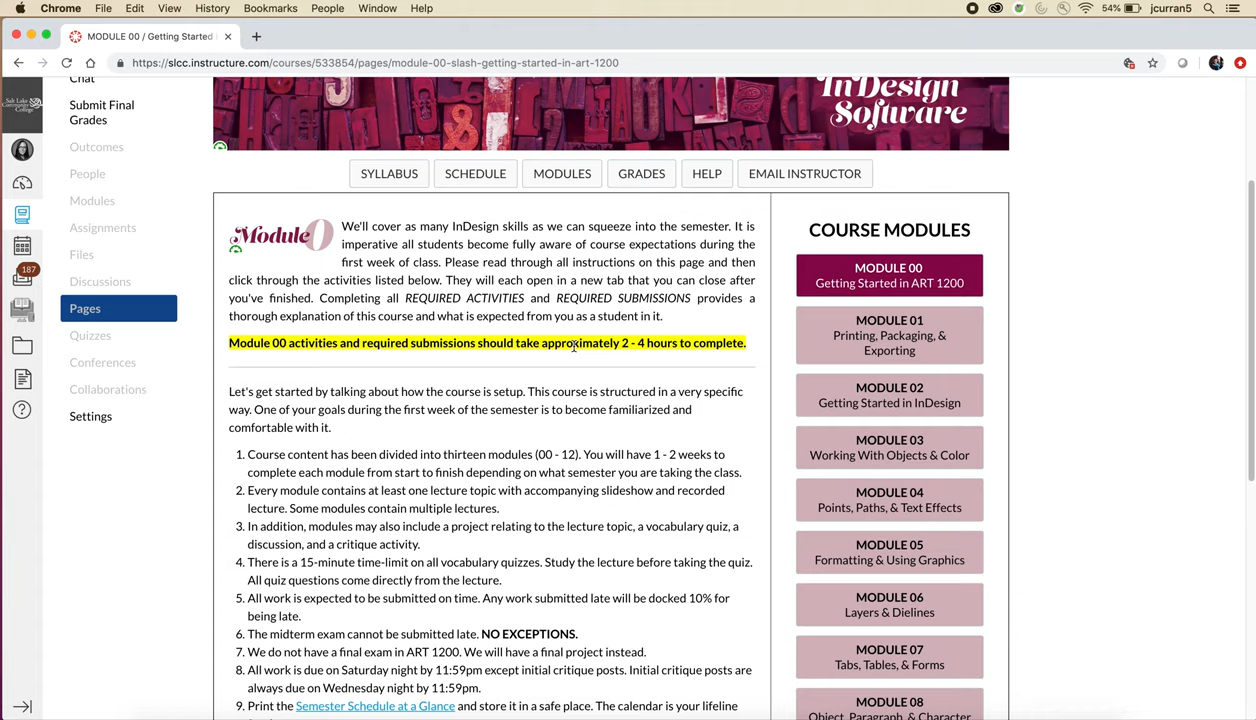 Chrome File Edit View History Bookmarks People Window Help 54% jcurran5
MODULE 00 / Getting Started
https://slcc.instructure.com/courses/533854/pages/module-00-slash-getting-started-in-art-1200
Salt Lake
Community
College
187
Chat
Submit Final
Grades
Outcomes
People
Modules
Assignments
Files
Discussions
Pages
Quizzes
Conferences
Collaborations
Settings
InDesign
Software
SYLLABUS SCHEDULE MODULES GRADES HELP EMAIL INSTRUCTOR
Module 0
We'll cover as many InDesign skills as we can squeeze into the semester. It is
imperative all students become fully aware of course expectations during the
first week of class. Please read through all instructions on this page and then
click through the activities listed below. They will each open in a new tab that you can close after
you've finished. Completing all REQUIRED ACTIVITIES and REQUIRED SUBMISSIONS provides a
thorough explanation of this course and what is expected from you as a student in it.
Module 00 activities and required submissions should take approximately 2 - 4 hours to complete.
Let's get started by talking about how the course is setup. This course is structured in a very specific
way. One of your goals during the first week of the semester is to become familiarized and
comfortable with it.
1. Course content has been divided into thirteen modules (00 - 12). You will have 1 - 2 weeks to
complete each module from start to finish depending on what semester you are taking the class.
2. Every module contains at least one lecture topic with accompanying slideshow and recorded
lecture. Some modules contain multiple lectures.
3. In addition, modules may also include a project relating to the lecture topic, a vocabulary quiz, a
discussion, and a critique activity.
4. There is a 15-minute time-limit on all vocabulary quizzes. Study the lecture before taking the quiz.
All quiz questions come directly from the lecture.
5. All work is expected to be submitted on time. Any work submitted late will be docked 10% for
being late.
6. The midterm exam cannot be submitted late. NO EXCEPTIONS.
7. We do not have a final exam in ART 1200. We will have a final project instead.
8. All work is due on Saturday night by 11:59pm except initial critique posts. Initial critique posts are
always due on Wednesday night by 11:59pm.
9. Print the Semester Schedule at a Glance and store it in a safe place. The calendar is your lifeline
COURSE MODULES
MODULE 00
Getting Started in ART 1200
MODULE 01
Printing, Packaging, &
Exporting
MODULE 02
Getting Started in InDesign
MODULE 03
Working With Objects & Color
MODULE 04
Points, Paths, & Text Effects
MODULE 05
Formatting & Using Graphics
MODULE 06
Layers & Dielines
MODULE 07
Tabs, Tables, & Forms
MODULE 08
Object, Paragraph, & Character